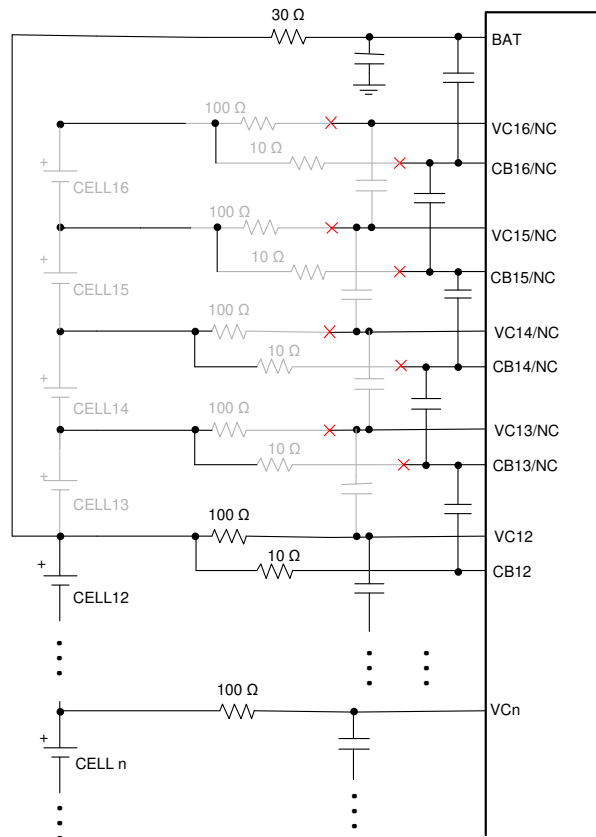 30 Ω
BAT
100 Ω
VC16/NC
10 Ω
CB16/NC
+
CELL16
100 Ω
VC15/NC
10 Ω
CB15/NC
+
CELL15
100 Ω
VC14/NC
10 Ω
CB14/NC
+
CELL14
100 Ω
VC13/NC
10 Ω
CB13/NC
+
CELL13
100 Ω
VC12
10 Ω
CB12
+
CELL12
100 Ω
VCn
+
CELL n